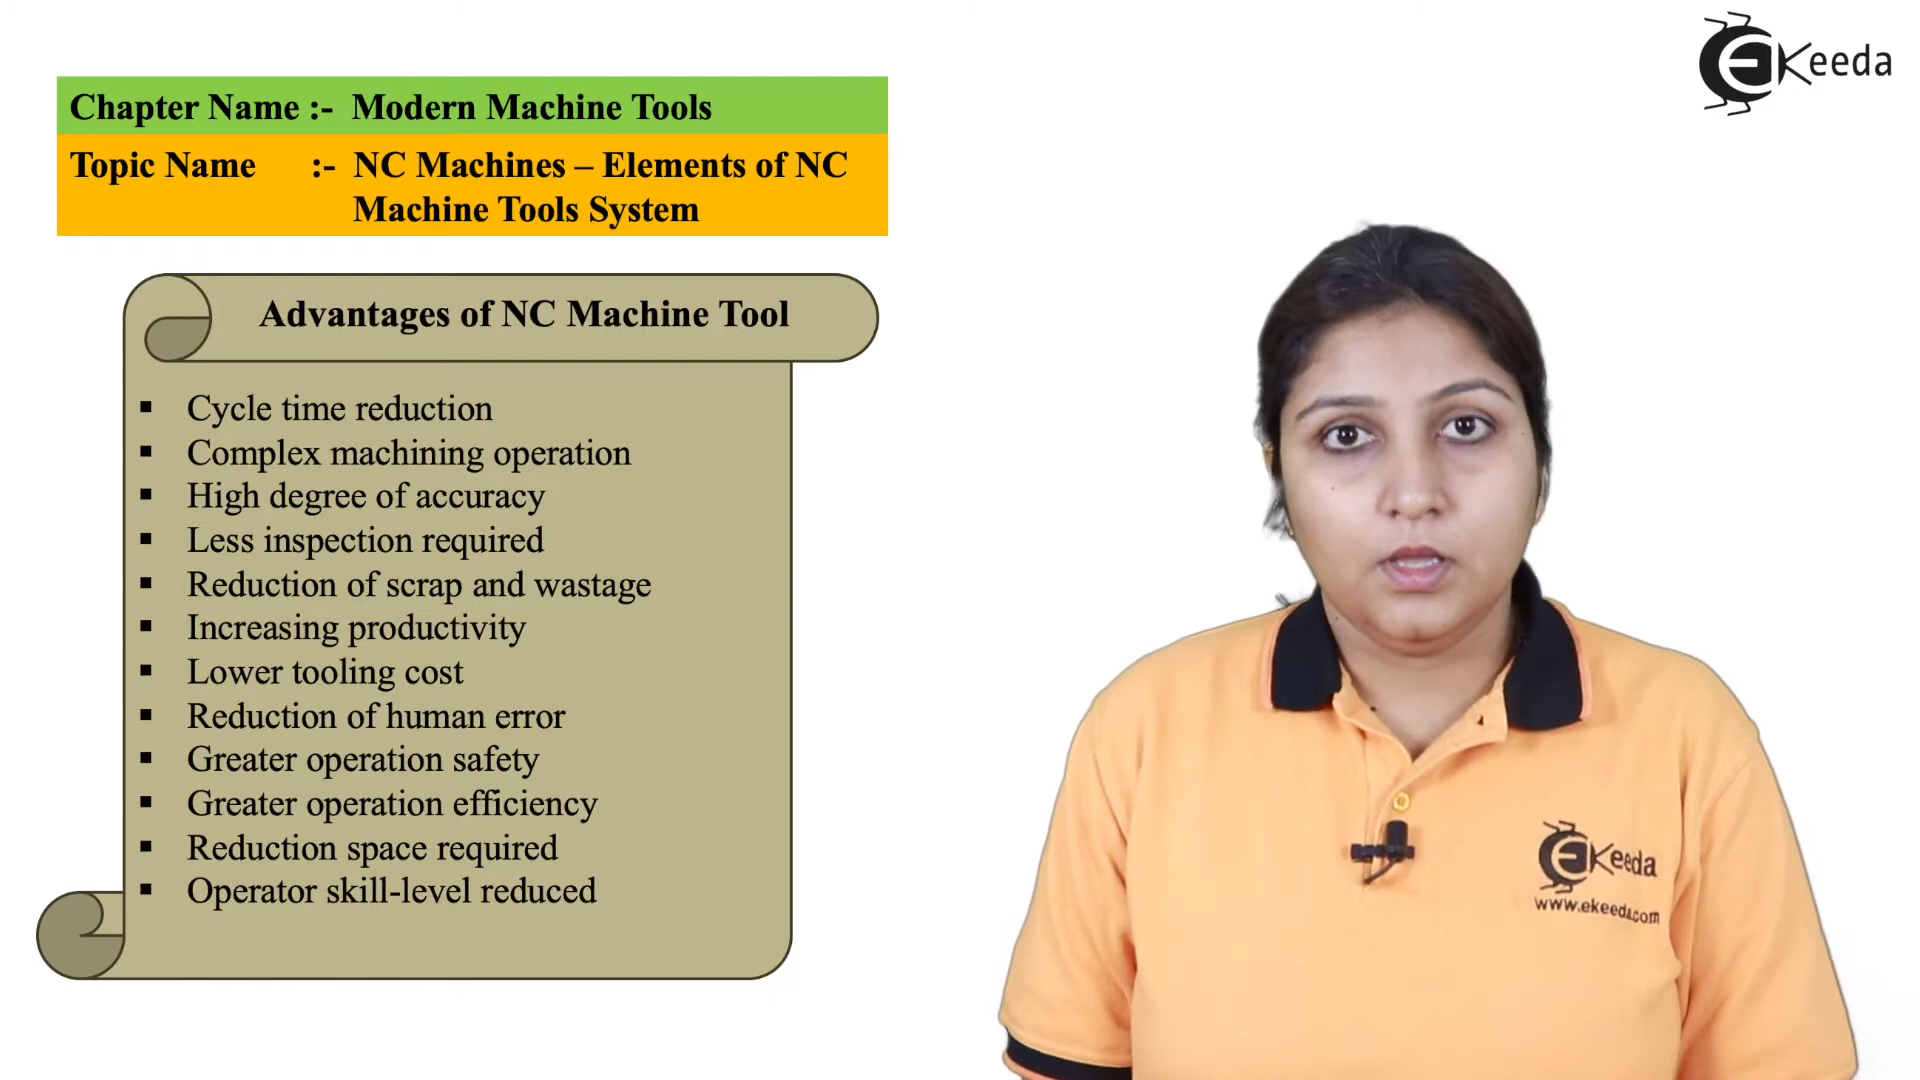 EKeeda
Chapter Name :- Modern Machine Tools
Topic Name :- NC Machines – Elements of NC
Machine Tools System
Advantages of NC Machine Tool
▪ Cycle time reduction
▪ Complex machining operation
▪ High degree of accuracy
▪ Less inspection required
▪ Reduction of scrap and wastage
▪ Increasing productivity
▪ Lower tooling cost
▪ Reduction of human error
▪ Greater operation safety
▪ Greater operation efficiency
▪ Reduction space required
▪ Operator skill-level reduced
EKeeda
www.ekeeda.com